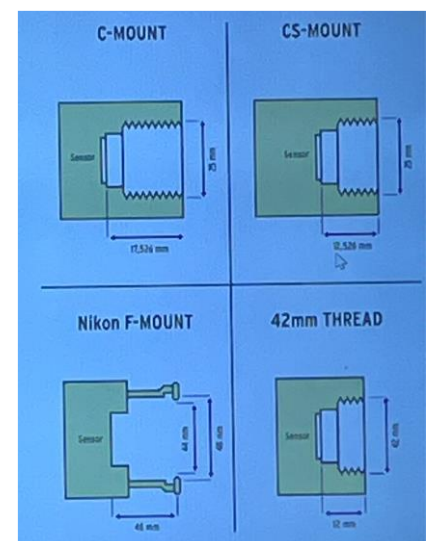 C-MOUNT
Sensor
25 mm
17,526 mm
CS-MOUNT
Sensor
25 mm
12,526 mm
Nikon F-MOUNT
Sensor
44 mm
48 mm
46 mm
42mm THREAD
Sensor
42 mm
12 mm